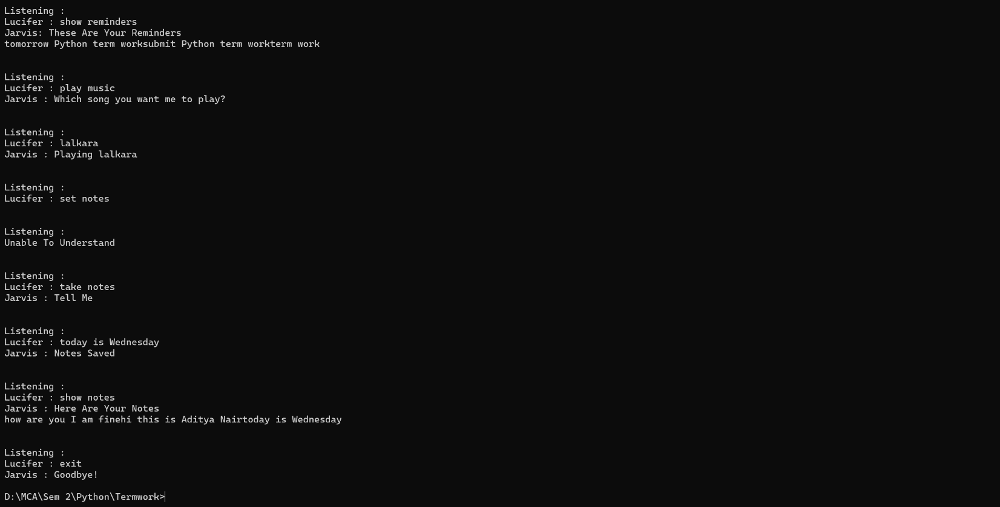 Listening :
Lucifer : show reminders
Jarvis: These Are Your Reminders
tomorrow Python term worksubmit Python term workterm work
Listening :
Lucifer : play music
Jarvis : Which song you want me to play?
Listening :
Lucifer : lalkara
Jarvis : Playing lalkara
Listening :
Lucifer : set notes
Listening :
Unable To Understand
Listening :
Lucifer : take notes
Jarvis : Tell Me
Listening :
Lucifer : today is Wednesday
Jarvis : Notes Saved
Listening :
Lucifer : show notes
Jarvis : Here Are Your Notes
how are you I am finehi this is Aditya Nairtoday is Wednesday
Listening :
Lucifer : exit
Jarvis : Goodbye!
D:\MCA\Sem 2\Python\Termwork>